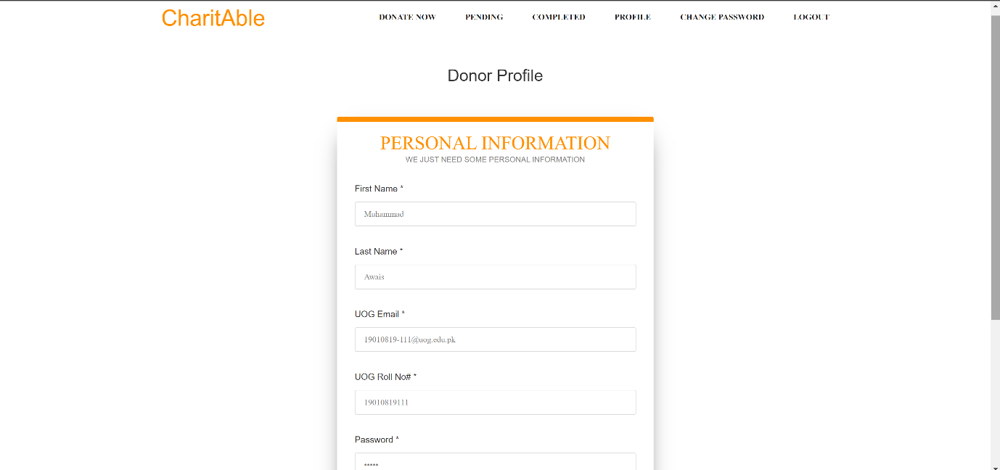 CharitAble
DONATE NOW PENDING COMPLETED PROFILE CHANGE PASSWORD LOGOUT
Donor Profile
PERSONAL INFORMATION
WE JUST NEED SOME PERSONAL INFORMATION
First Name *
Muhammad
Last Name *
Awais
UOG Email *
19010819-111@uog.edu.pk
UOG Roll No# *
19010819111
Password *
•••••